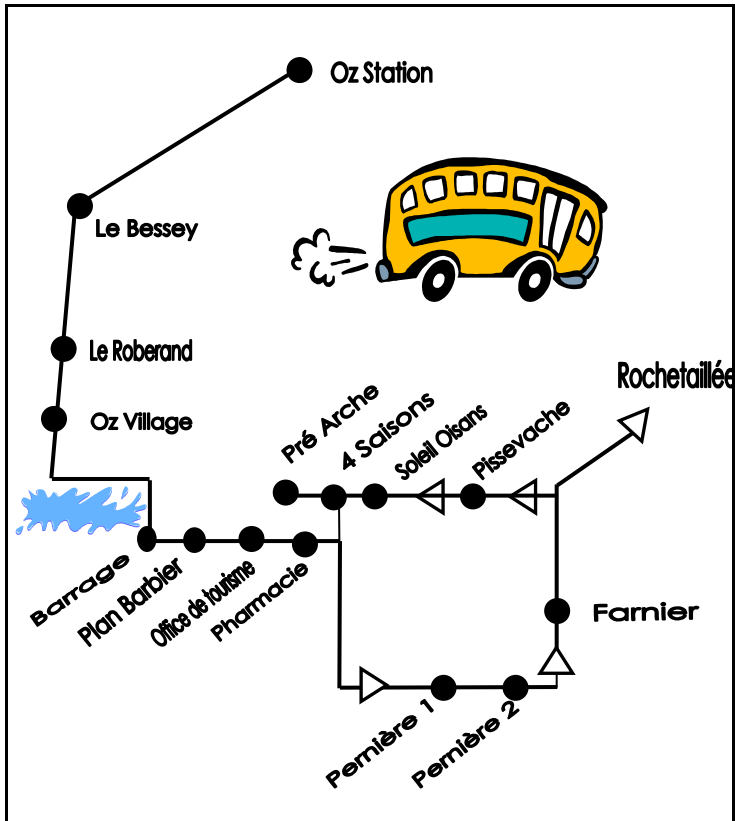 Oz Station
Le Bessey
Le Roberand
Oz Village
Rochetaillée
Pré Arche
4 Saisons
Soleil Oisans
Pissevache
Barrage
Plan Barbier
Office de tourisme
Pharmacie
Farnier
Pernière 1
Pernière 2